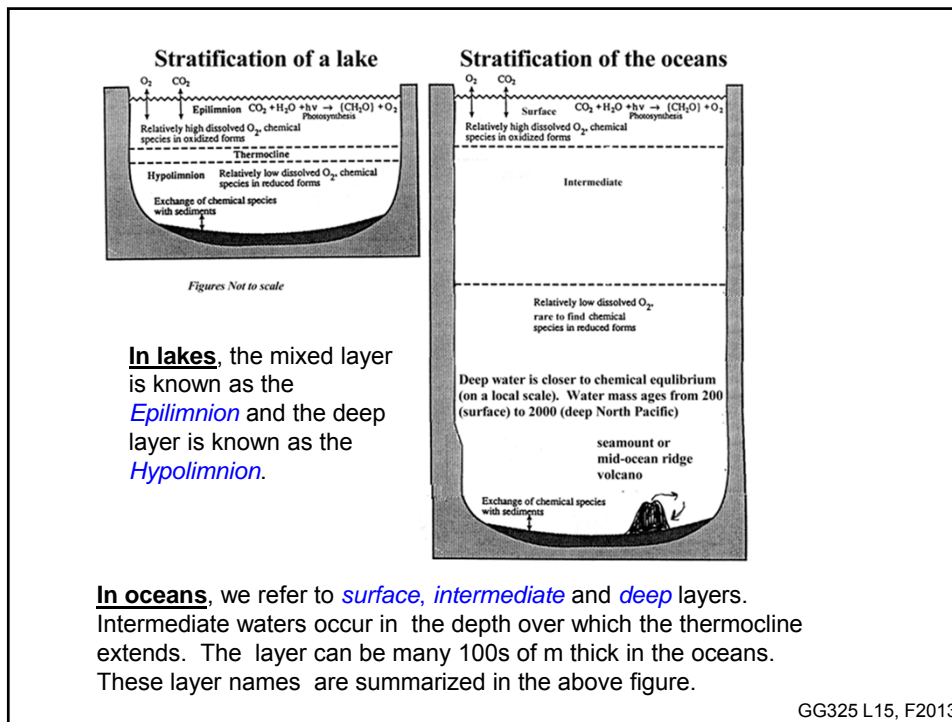 Stratification of a lake
O₂ CO₂
Epilimnion CO₂ +H₂O +hν → {CH₂O} +O₂
Photosynthesis
Relatively high dissolved O₂, chemical
species in oxidized forms
Thermocline
Hypolimnion Relatively low dissolved O₂, chemical
species in reduced forms
Exchange of chemical species
with sediments
Figures Not to scale
Stratification of the oceans
O₂ CO₂
Surface CO₂ +H₂O +hν → {CH₂O} +O₂
Photosynthesis
Relatively high dissolved O₂, chemical
species in oxidized forms
Intermediate
Relatively low dissolved O₂,
rare to find chemical
species in reduced forms
Deep water is closer to chemical equlibrium
(on a local scale). Water mass ages from 200
(surface) to 2000 (deep North Pacific)
seamount or
mid-ocean ridge
volcano
Exchange of chemical species
with sediments
In lakes, the mixed layer
is known as the
Epilimnion and the deep
layer is known as the
Hypolimnion.
In oceans, we refer to surface, intermediate and deep layers.
Intermediate waters occur in the depth over which the thermocline
extends. The layer can be many 100s of m thick in the oceans.
These layer names are summarized in the above figure.
GG325 L15, F2013